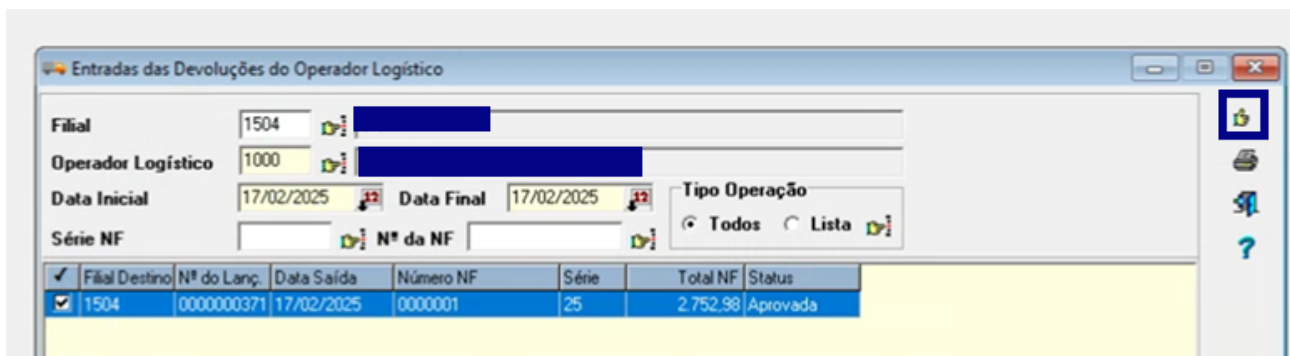 Entradas das Devoluções do Operador Logístico
Filial 1504
Operador Logístico 1000
Data Inicial 17/02/2025 12 Data Final 17/02/2025 12 Tipo Operação
Todos Lista
Série NF Nº da NF
?
✓ Filial Destino Nº do Lanç. Data Saída Número NF Série Total NF Status
1504 0000000371 17/02/2025 0000001 25 2.752,98 Aprovada